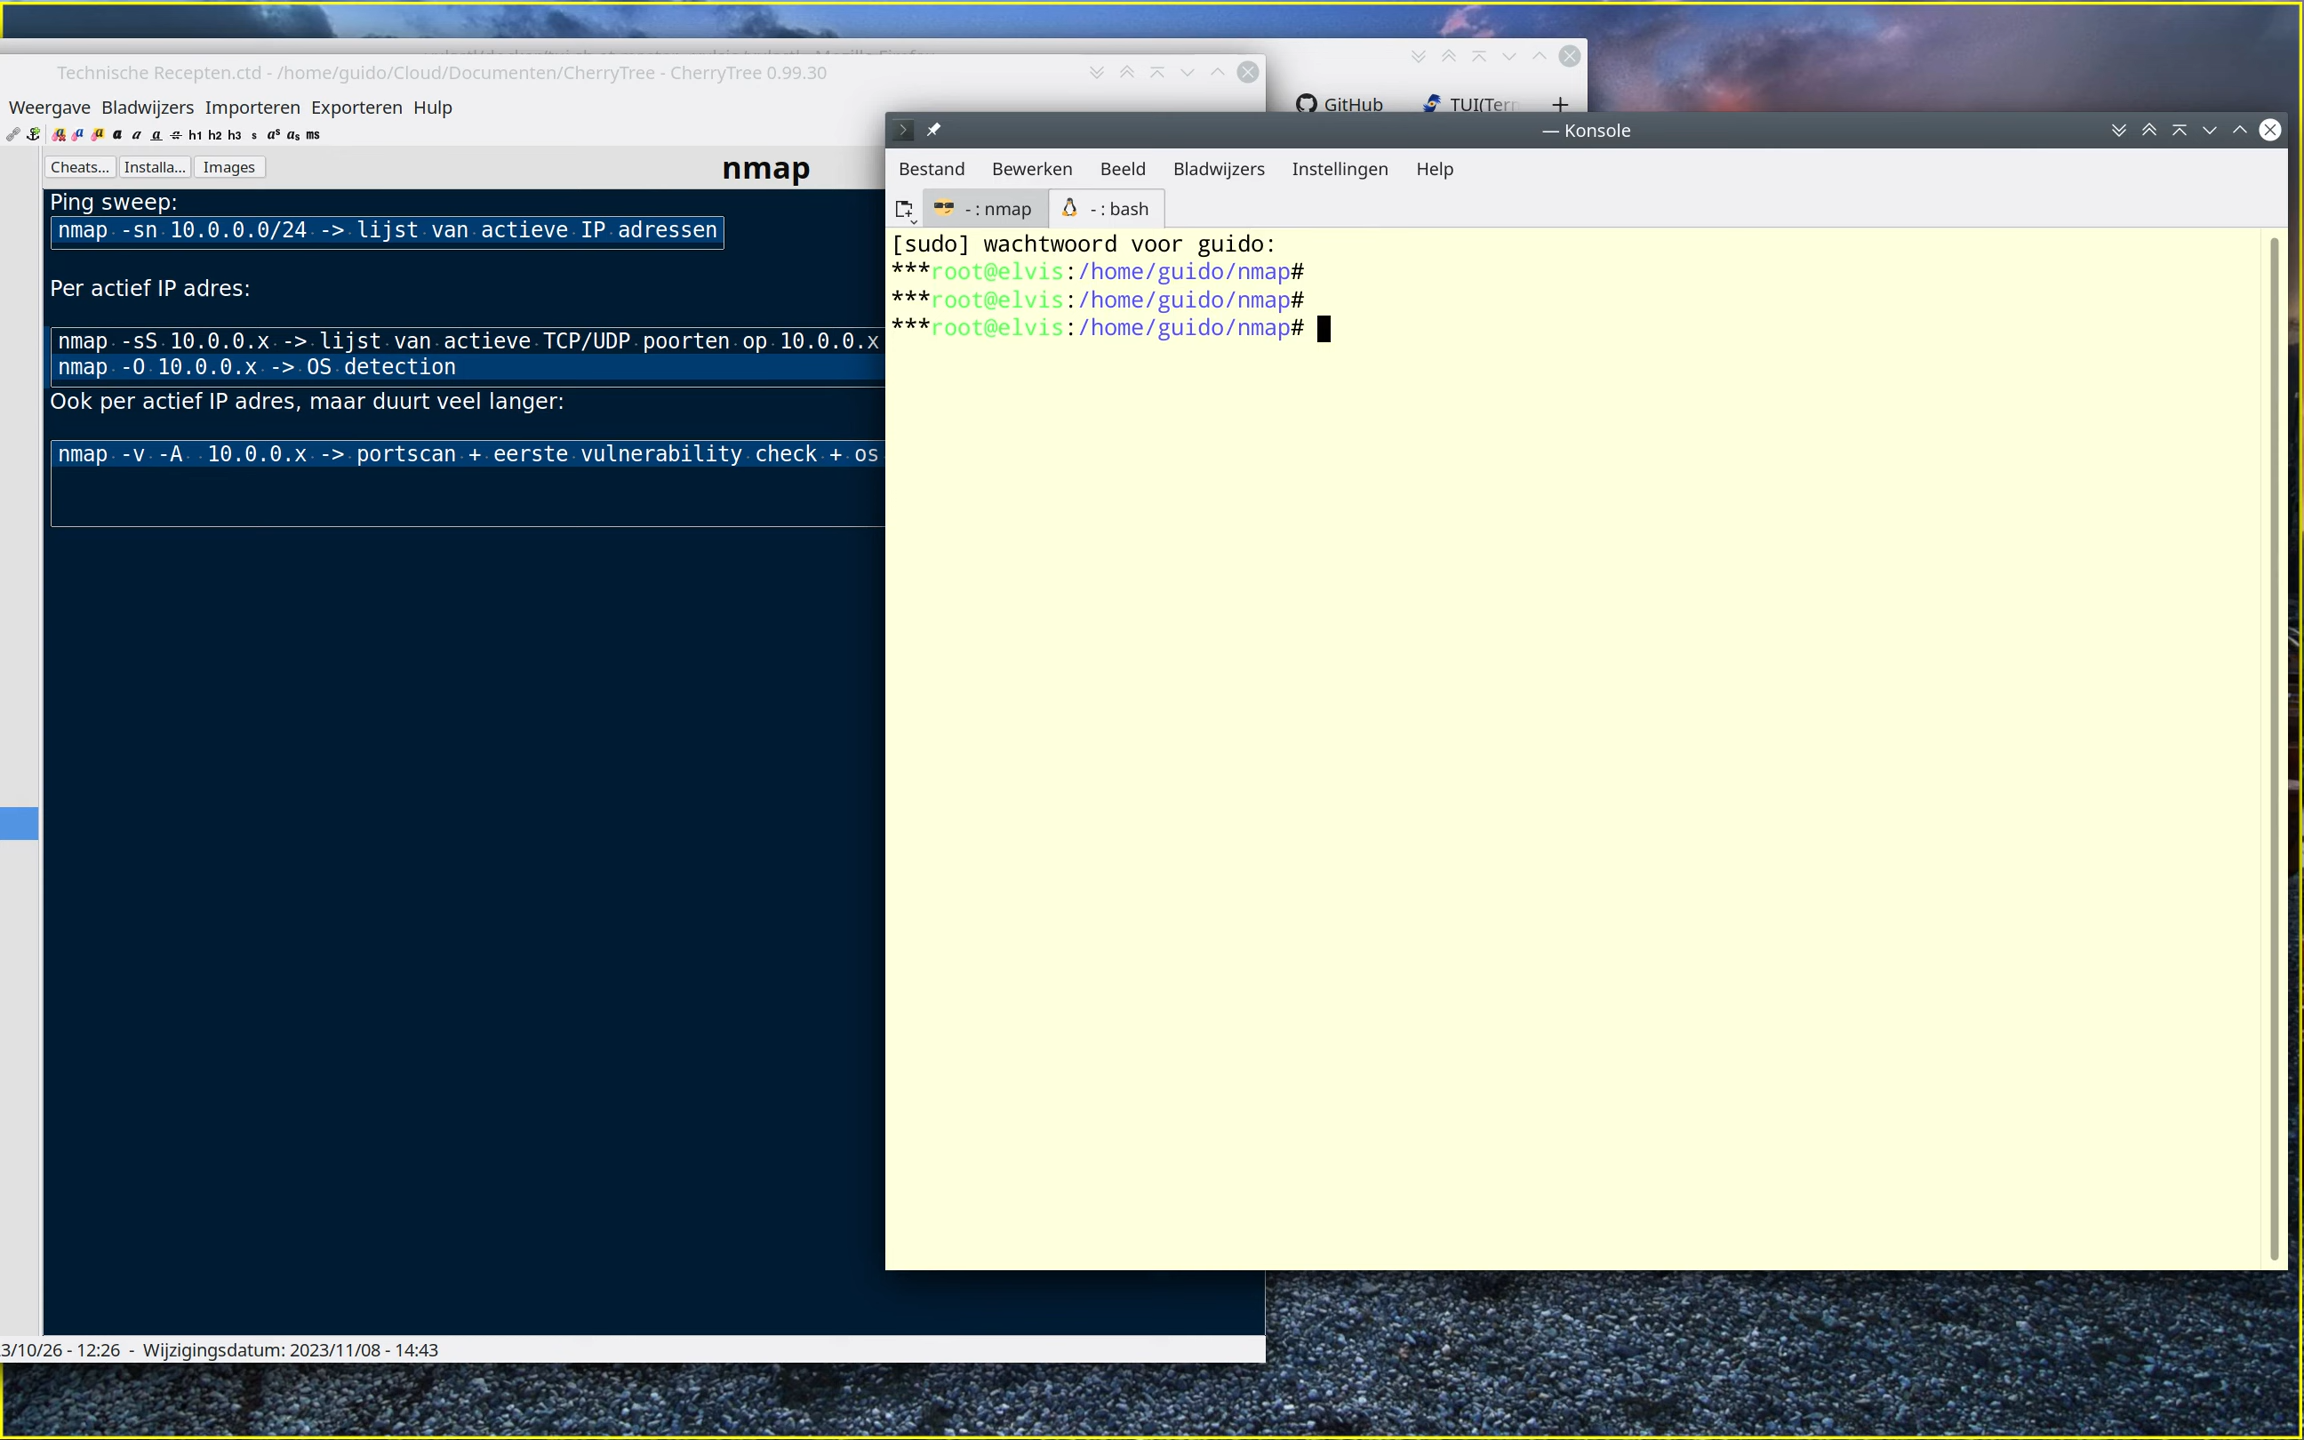 Technische Recepten.ctd - /home/guido/Cloud/Documenten/CherryTree - CherryTree 0.99.30
Weergave Bladwijzers Importeren Exporteren Hulp
h1 h2 h3 s aˢ aₛ ms
Cheats... Installa... Images
nmap
Ping sweep:
nmap -sn 10.0.0.0/24 -> lijst van actieve IP adressen
Per actief IP adres:
nmap -sS 10.0.0.x -> lijst van actieve TCP/UDP poorten op 10.0.0.x
nmap -O 10.0.0.x -> OS detection
Ook per actief IP adres, maar duurt veel langer:
nmap -v -A 10.0.0.x -> portscan + eerste vulnerability check + os
3/10/26 - 12:26 - Wijzigingsdatum: 2023/11/08 - 14:43
GitHub TUI(Ter
— Konsole
Bestand Bewerken Beeld Bladwijzers Instellingen Help
- : nmap - : bash
[sudo] wachtwoord voor guido:
***root@elvis:/home/guido/nmap#
***root@elvis:/home/guido/nmap#
***root@elvis:/home/guido/nmap#